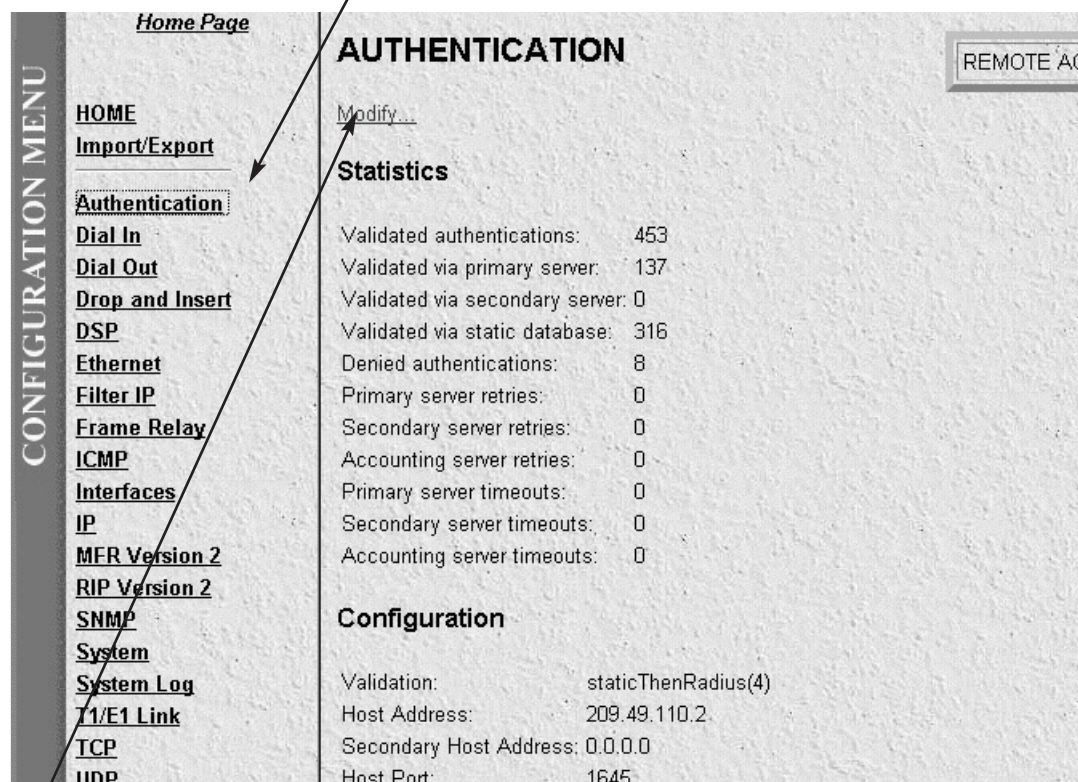 CONFIGURATION MENU
Home Page
HOME
Import/Export
Authentication
Dial In
Dial Out
Drop and Insert
DSP
Ethernet
Filter IP
Frame Relay
ICMP
Interfaces
IP
MFR Version 2
RIP Version 2
SNMP
System
System Log
T1/E1 Link
TCP
UDP
AUTHENTICATION
REMOTE AC
Modify...
Statistics
Validated authentications: 453
Validated via primary server: 137
Validated via secondary server: 0
Validated via static database: 316
Denied authentications: 8
Primary server retries: 0
Secondary server retries: 0
Accounting server retries: 0
Primary server timeouts: 0
Secondary server timeouts: 0
Accounting server timeouts: 0
Configuration
Validation: staticThenRadius(4)
Host Address: 209.49.110.2
Secondary Host Address: 0.0.0.0
Host Port: 1645